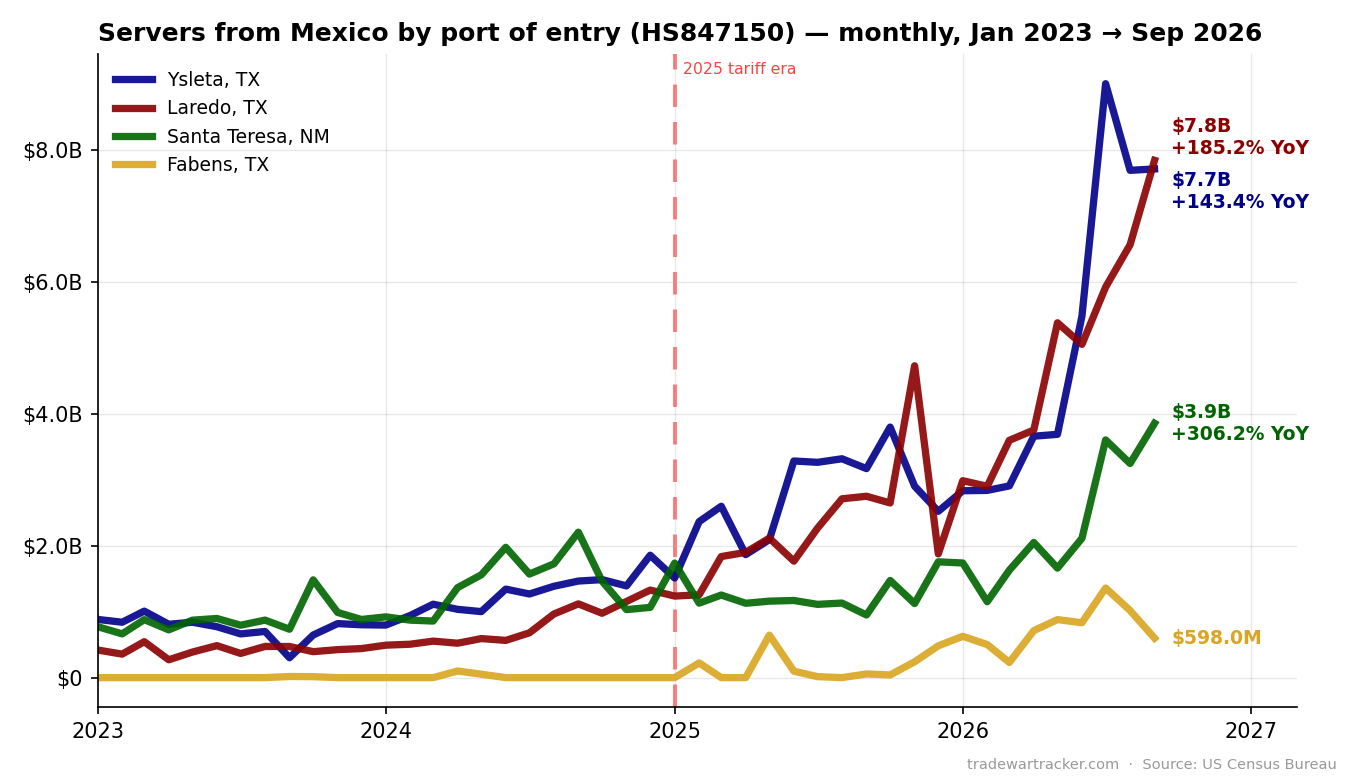 Servers from Mexico by port of entry (HS847150) — monthly, Jan 2023 → Sep 2026
2025 tariff era
Ysleta, TX
Laredo, TX
Santa Teresa, NM
Fabens, TX
$8.0B
$6.0B
$4.0B
$2.0B
$0
$7.8B
+185.2% YoY
$7.7B
+143.4% YoY
$3.9B
+306.2% YoY
$598.0M
2023
2024
2025
2026
2027
tradewartracker.com · Source: US Census Bureau